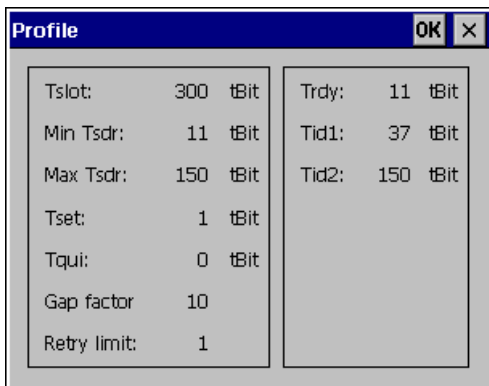 Profile OK ×
Tslot: 300 tBit
Min Tsdr: 11 tBit
Max Tsdr: 150 tBit
Tset: 1 tBit
Tqui: 0 tBit
Gap factor 10
Retry limit: 1
Trdy: 11 tBit
Tid1: 37 tBit
Tid2: 150 tBit